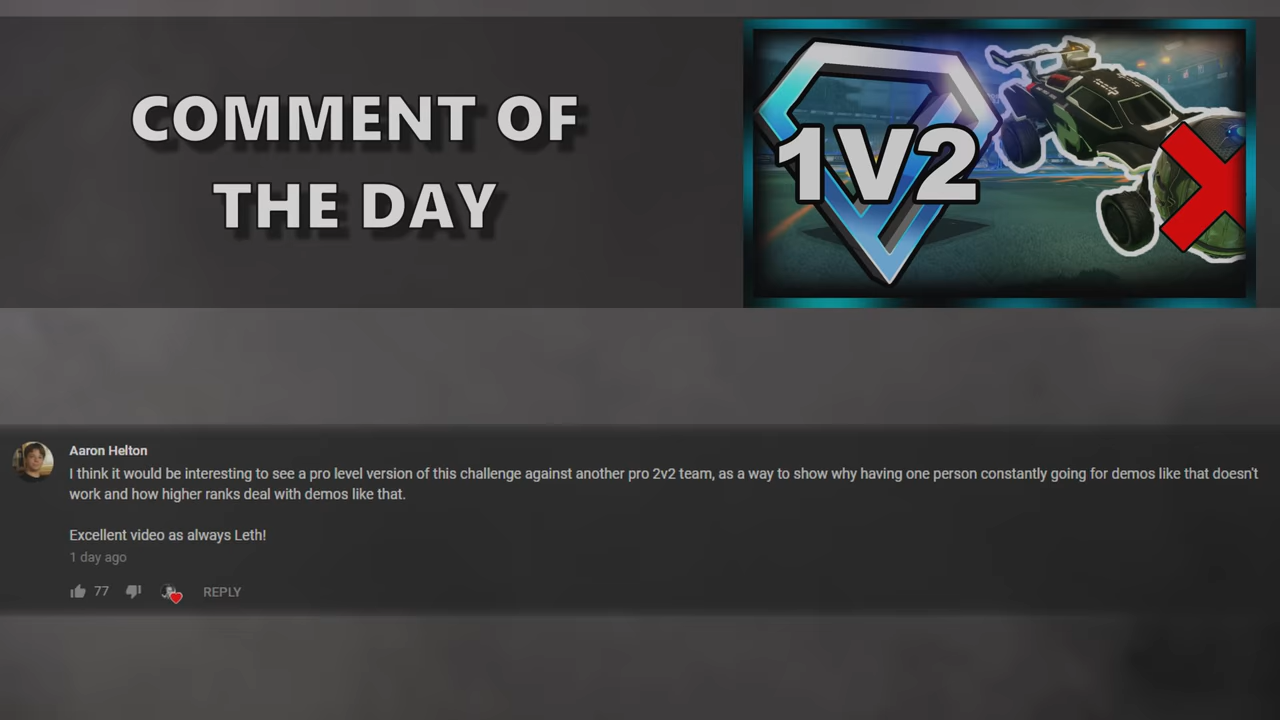 COMMENT OF
THE DAY
1V2
Aaron Helton
I think it would be interesting to see a pro level version of this challenge against another pro 2v2 team, as a way to show why having one person constantly going for demos like that doesn't
work and how higher ranks deal with demos like that.
Excellent video as always Leth!
1 day ago
77
REPLY